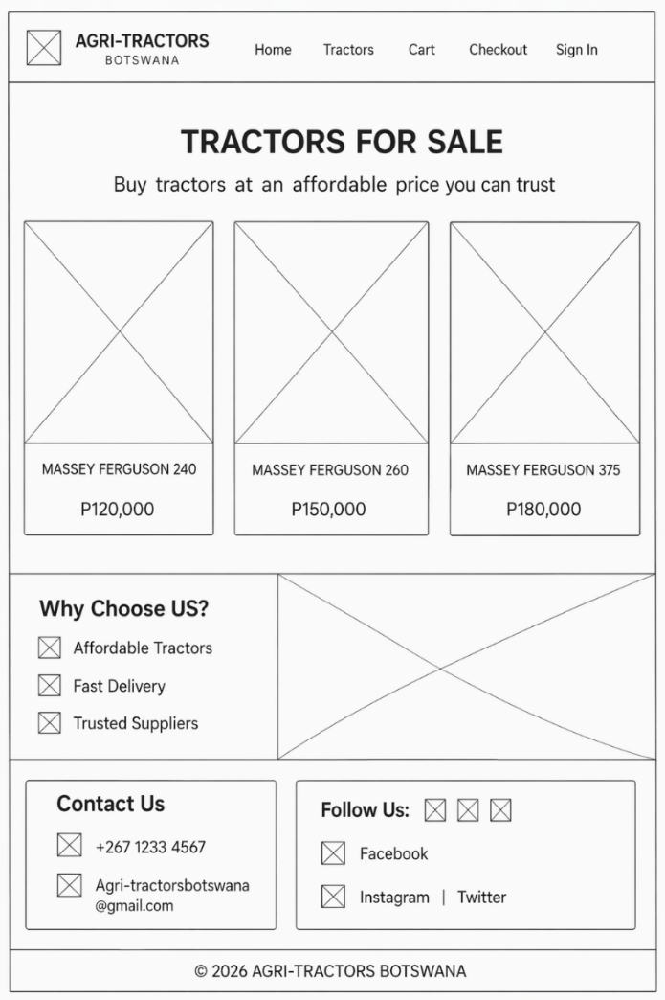 AGRI-TRACTORS
BOTSWANA
Home Tractors Cart Checkout Sign In
TRACTORS FOR SALE
Buy tractors at an affordable price you can trust
MASSEY FERGUSON 240
P120,000
MASSEY FERGUSON 260
P150,000
MASSEY FERGUSON 375
P180,000
Why Choose US?
Affordable Tractors
Fast Delivery
Trusted Suppliers
Contact Us
+267 1233 4567
Agri-tractorsbotswana
@gmail.com
Follow Us:
Facebook
Instagram | Twitter
© 2026 AGRI-TRACTORS BOTSWANA